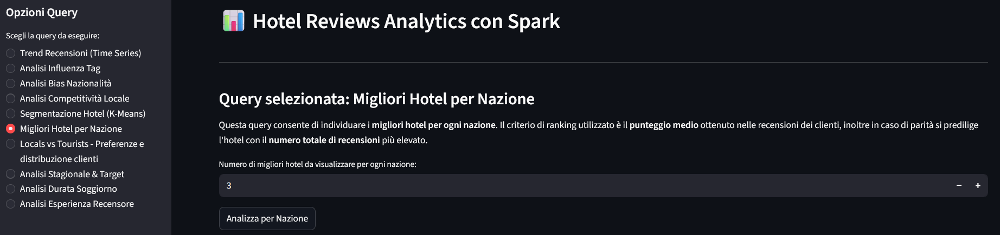 Opzioni Query
Scegli la query da eseguire:
Trend Recensioni (Time Series)
Analisi Influenza Tag
Analisi Bias Nazionalità
Analisi Competitività Locale
Segmentazione Hotel (K-Means)
Migliori Hotel per Nazione
Locals vs Tourists - Preferenze e
distribuzione clienti
Analisi Stagionale & Target
Analisi Durata Soggiorno
Analisi Esperienza Recensore
Hotel Reviews Analytics con Spark
Query selezionata: Migliori Hotel per Nazione
Questa query consente di individuare i migliori hotel per ogni nazione. Il criterio di ranking utilizzato è il punteggio medio ottenuto nelle recensioni dei clienti, inoltre in caso di parità si predilige
l'hotel con il numero totale di recensioni più elevato.
Numero di migliori hotel da visualizzare per ogni nazione:
3
Analizza per Nazione